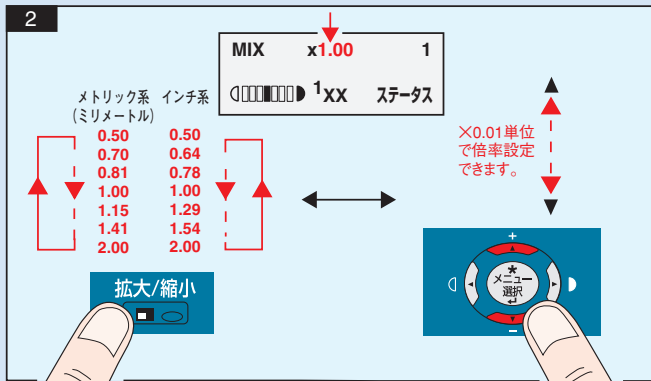 2
MIX x1.00 1
1XX ステータス
メトリック系 インチ系
(ミリメートル)
0.50 0.50
0.70 0.64
0.81 0.78
1.00 1.00
1.15 1.29
1.41 1.54
2.00 2.00
×0.01単位
で倍率設定
できます。
拡大/縮小
+
*
メニュー
選択
−